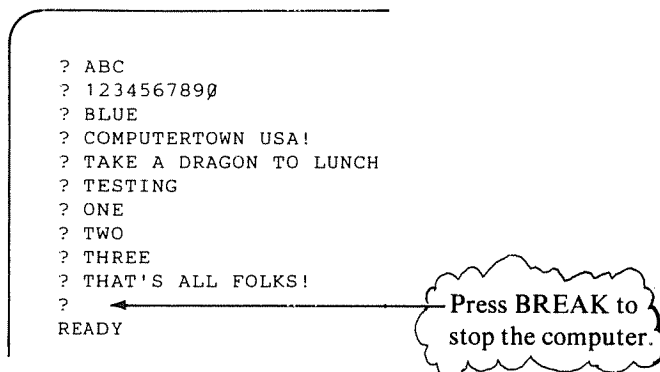 ? ABC
? 1234567890
? BLUE
? COMPUTERTOWN USA!
? TAKE A DRAGON TO LUNCH
? TESTING
? ONE
? TWO
? THREE
? THAT'S ALL FOLKS!
?
READY
Press BREAK to
stop the computer.